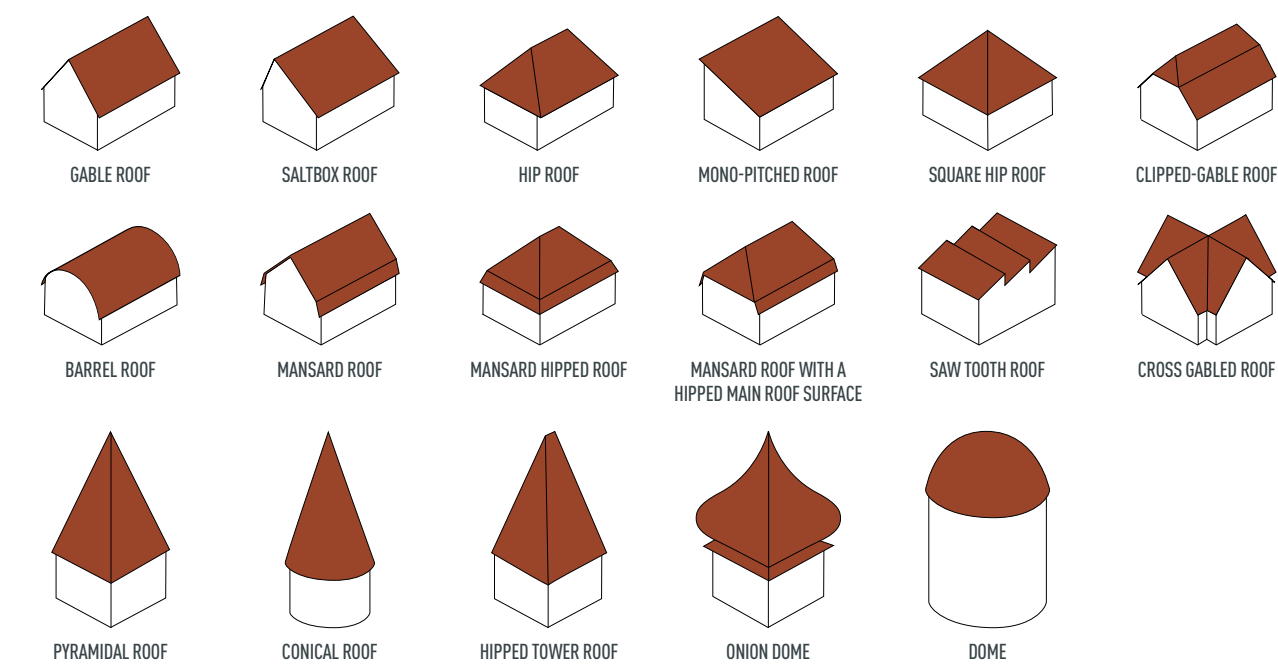 GABLE ROOF
SALTBOX ROOF
HIP ROOF
MONO-PITCHED ROOF
SQUARE HIP ROOF
CLIPPED-GABLE ROOF
BARREL ROOF
MANSARD ROOF
MANSARD HIPPED ROOF
MANSARD ROOF WITH A
HIPPED MAIN ROOF SURFACE
SAW TOOTH ROOF
CROSS GABLED ROOF
PYRAMIDAL ROOF
CONICAL ROOF
HIPPED TOWER ROOF
ONION DOME
DOME